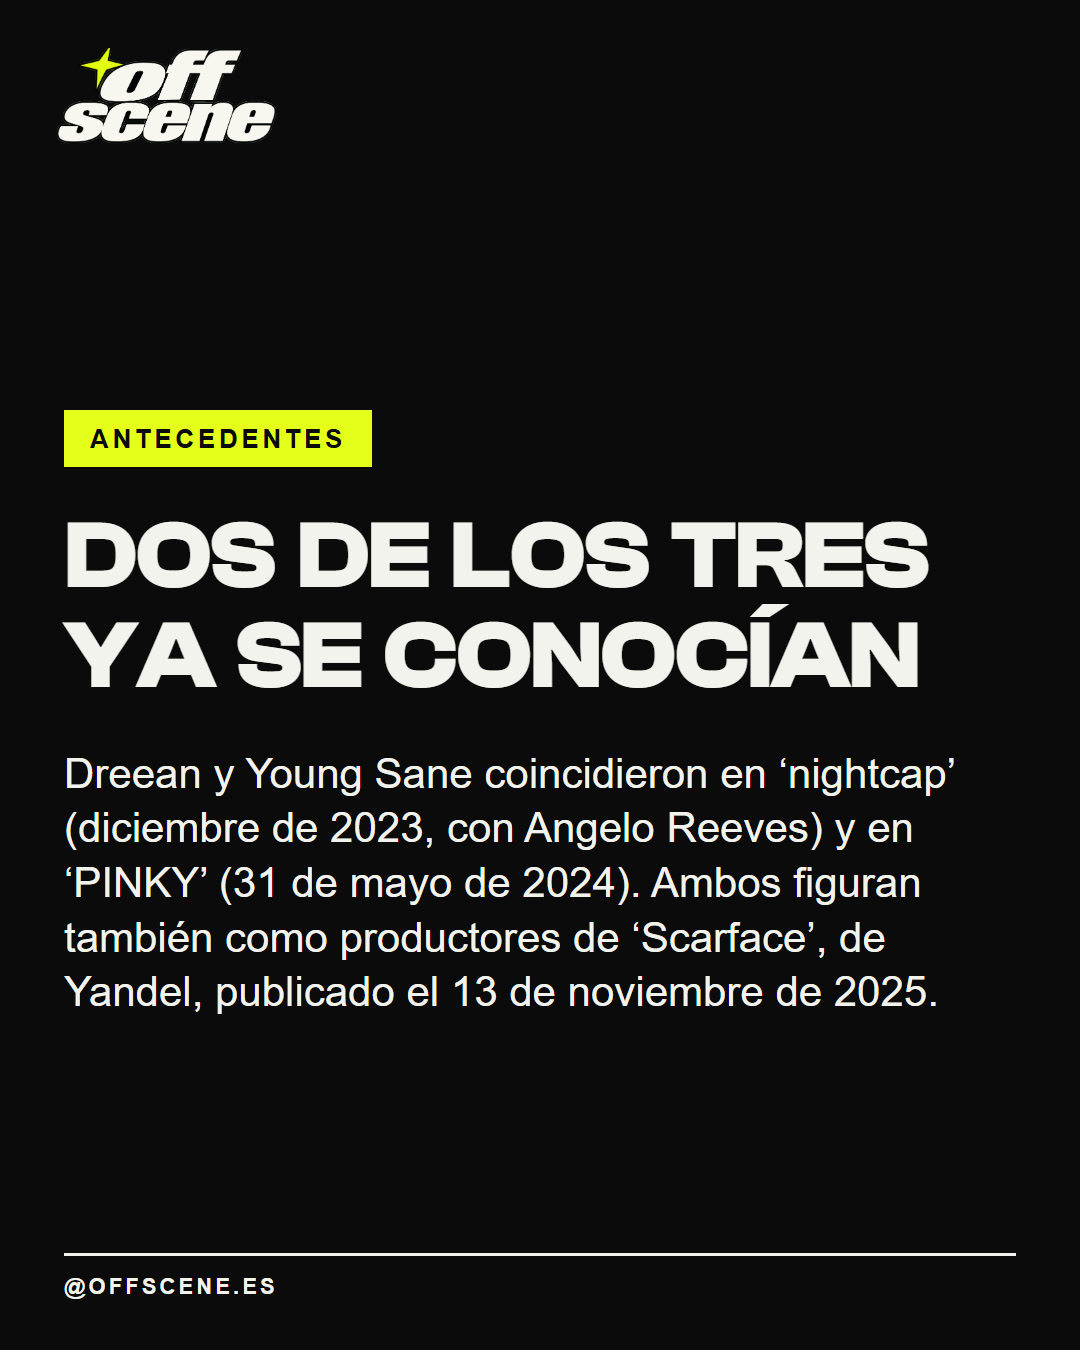 off
scene
ANTECEDENTES
DOS DE LOS TRES
YA SE CONOCÍAN
Dreean y Young Sane coincidieron en ‘nightcap’
(diciembre de 2023, con Angelo Reeves) y en
‘PINKY’ (31 de mayo de 2024). Ambos figuran
también como productores de ‘Scarface’, de
Yandel, publicado el 13 de noviembre de 2025.
@OFFSCENE.ES